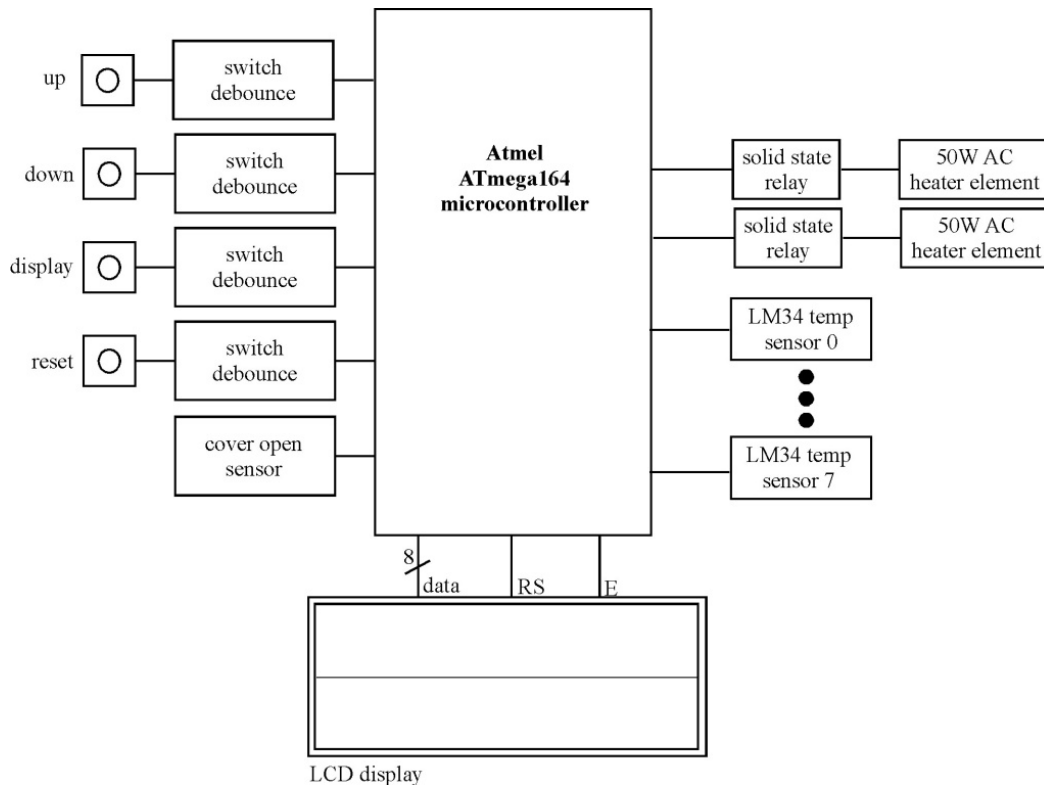 up
switch
debounce
down
switch
debounce
display
switch
debounce
reset
switch
debounce
cover open
sensor
Atmel
ATmega164
microcontroller
solid state
relay
50W AC
heater element
solid state
relay
50W AC
heater element
LM34 temp
sensor 0
LM34 temp
sensor 7
8
data
RS
E
LCD display